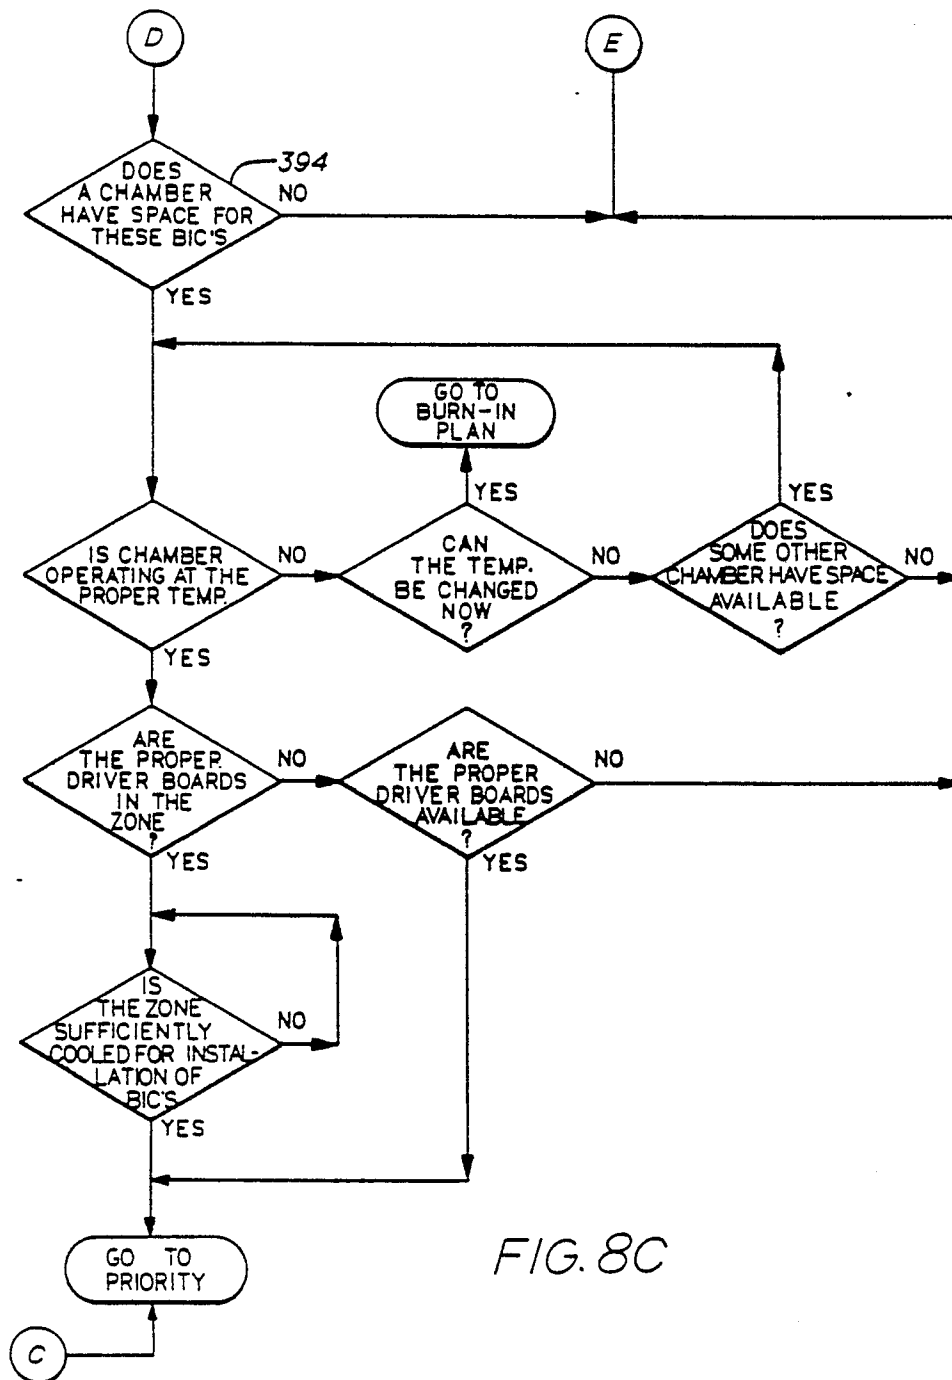 D
E
DOES
A CHAMBER
HAVE SPACE FOR
THESE BIC'S
394
NO
YES
GO TO
BURN-IN
PLAN
YES
YES
IS CHAMBER
OPERATING AT THE
PROPER TEMP.
NO
CAN
THE TEMP.
BE CHANGED
NOW
?
NO
DOES
SOME OTHER
CHAMBER HAVE SPACE
AVAILABLE
?
NO
YES
ARE
THE PROPER
DRIVER BOARDS
IN THE
ZONE
?
NO
ARE
THE PROPER
DRIVER BOARDS
AVAILABLE
?
NO
YES
YES
IS
THE ZONE
SUFFICIENTLY
COOLED FOR INSTAL-
LATION OF
BIC'S
NO
YES
GO TO
PRIORITY
C
FIG. 8C